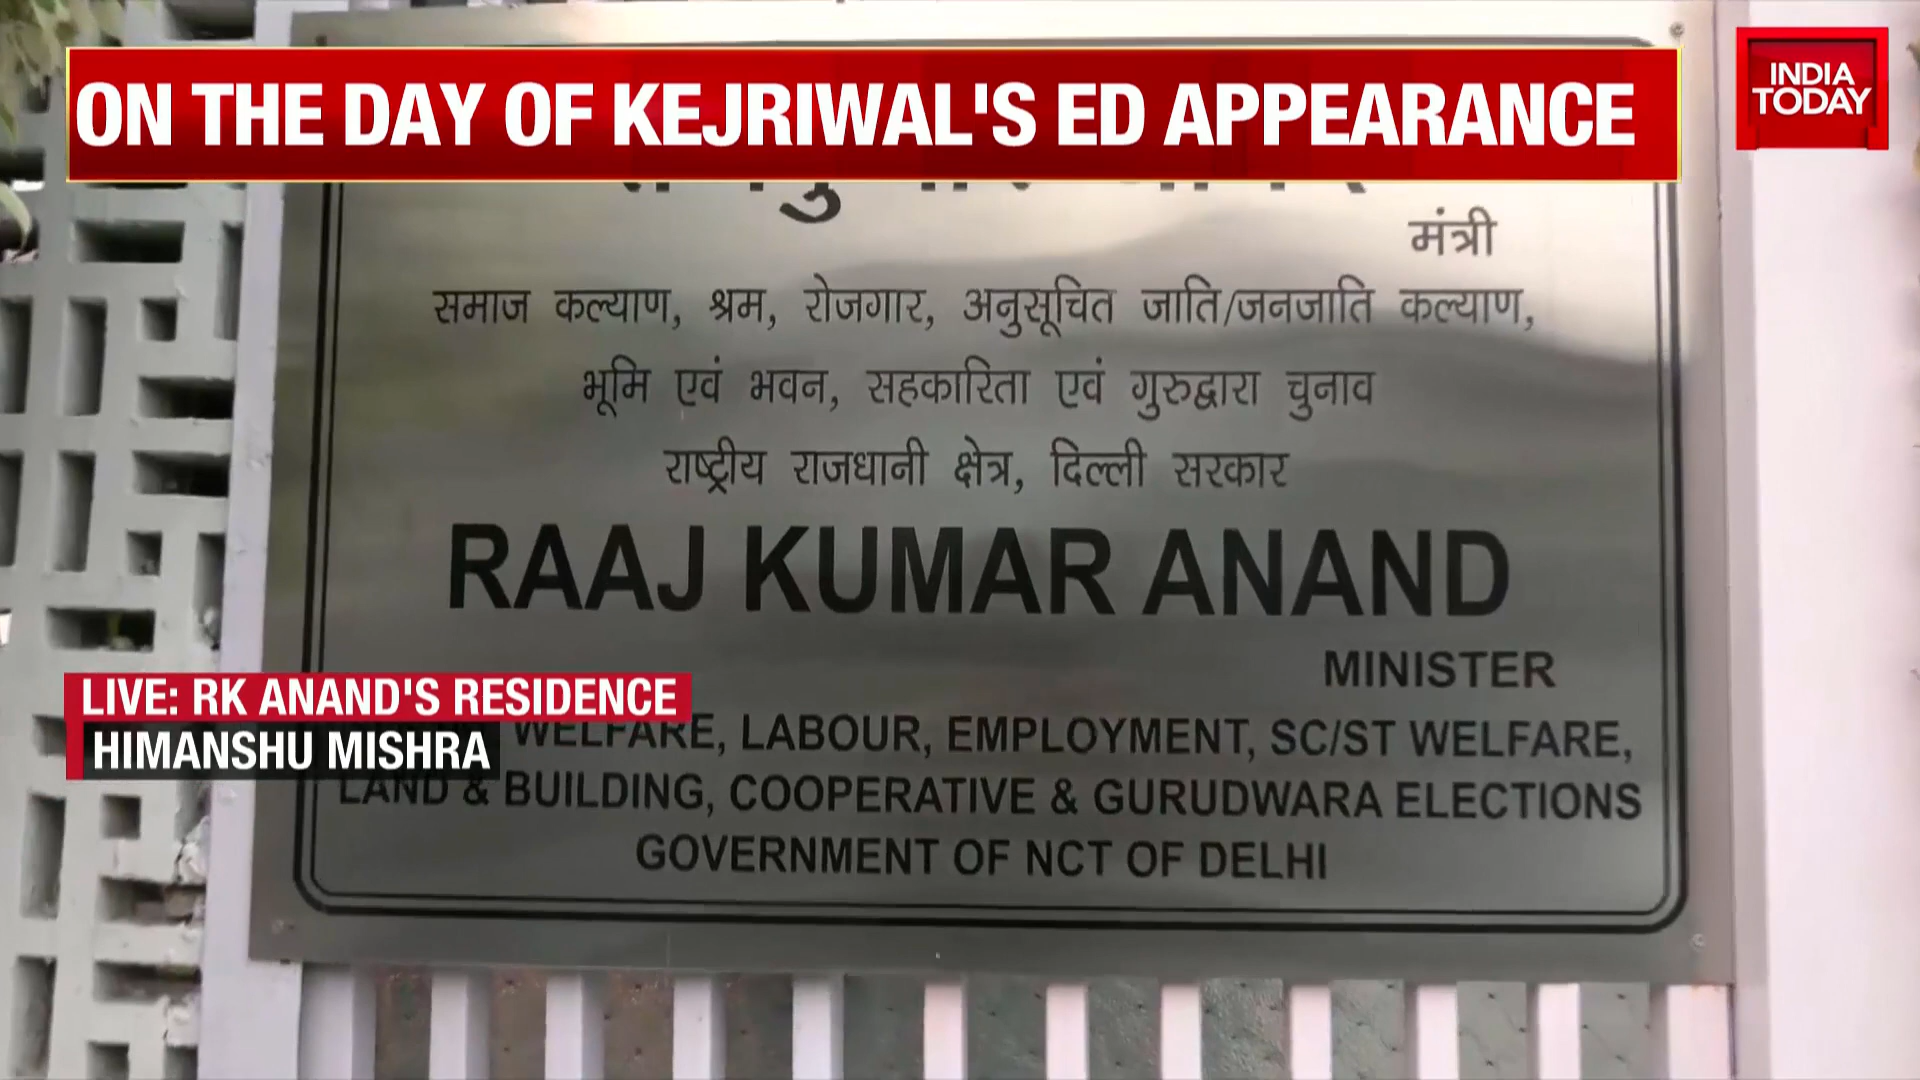 ON THE DAY OF KEJRIWAL'S ED APPEARANCE
INDIA
TODAY
मंत्री
समाज कल्याण, श्रम, रोजगार, अनुसूचित जाति/जनजाति कल्याण,
भूमि एवं भवन, सहकारिता एवं गुरुद्वारा चुनाव
राष्ट्रीय राजधानी क्षेत्र, दिल्ली सरकार
RAAJ KUMAR ANAND
MINISTER
LIVE: RK ANAND'S RESIDENCE
HIMANSHU MISHRA
WELFARE, LABOUR, EMPLOYMENT, SC/ST WELFARE,
LAND & BUILDING, COOPERATIVE & GURUDWARA ELECTIONS
GOVERNMENT OF NCT OF DELHI